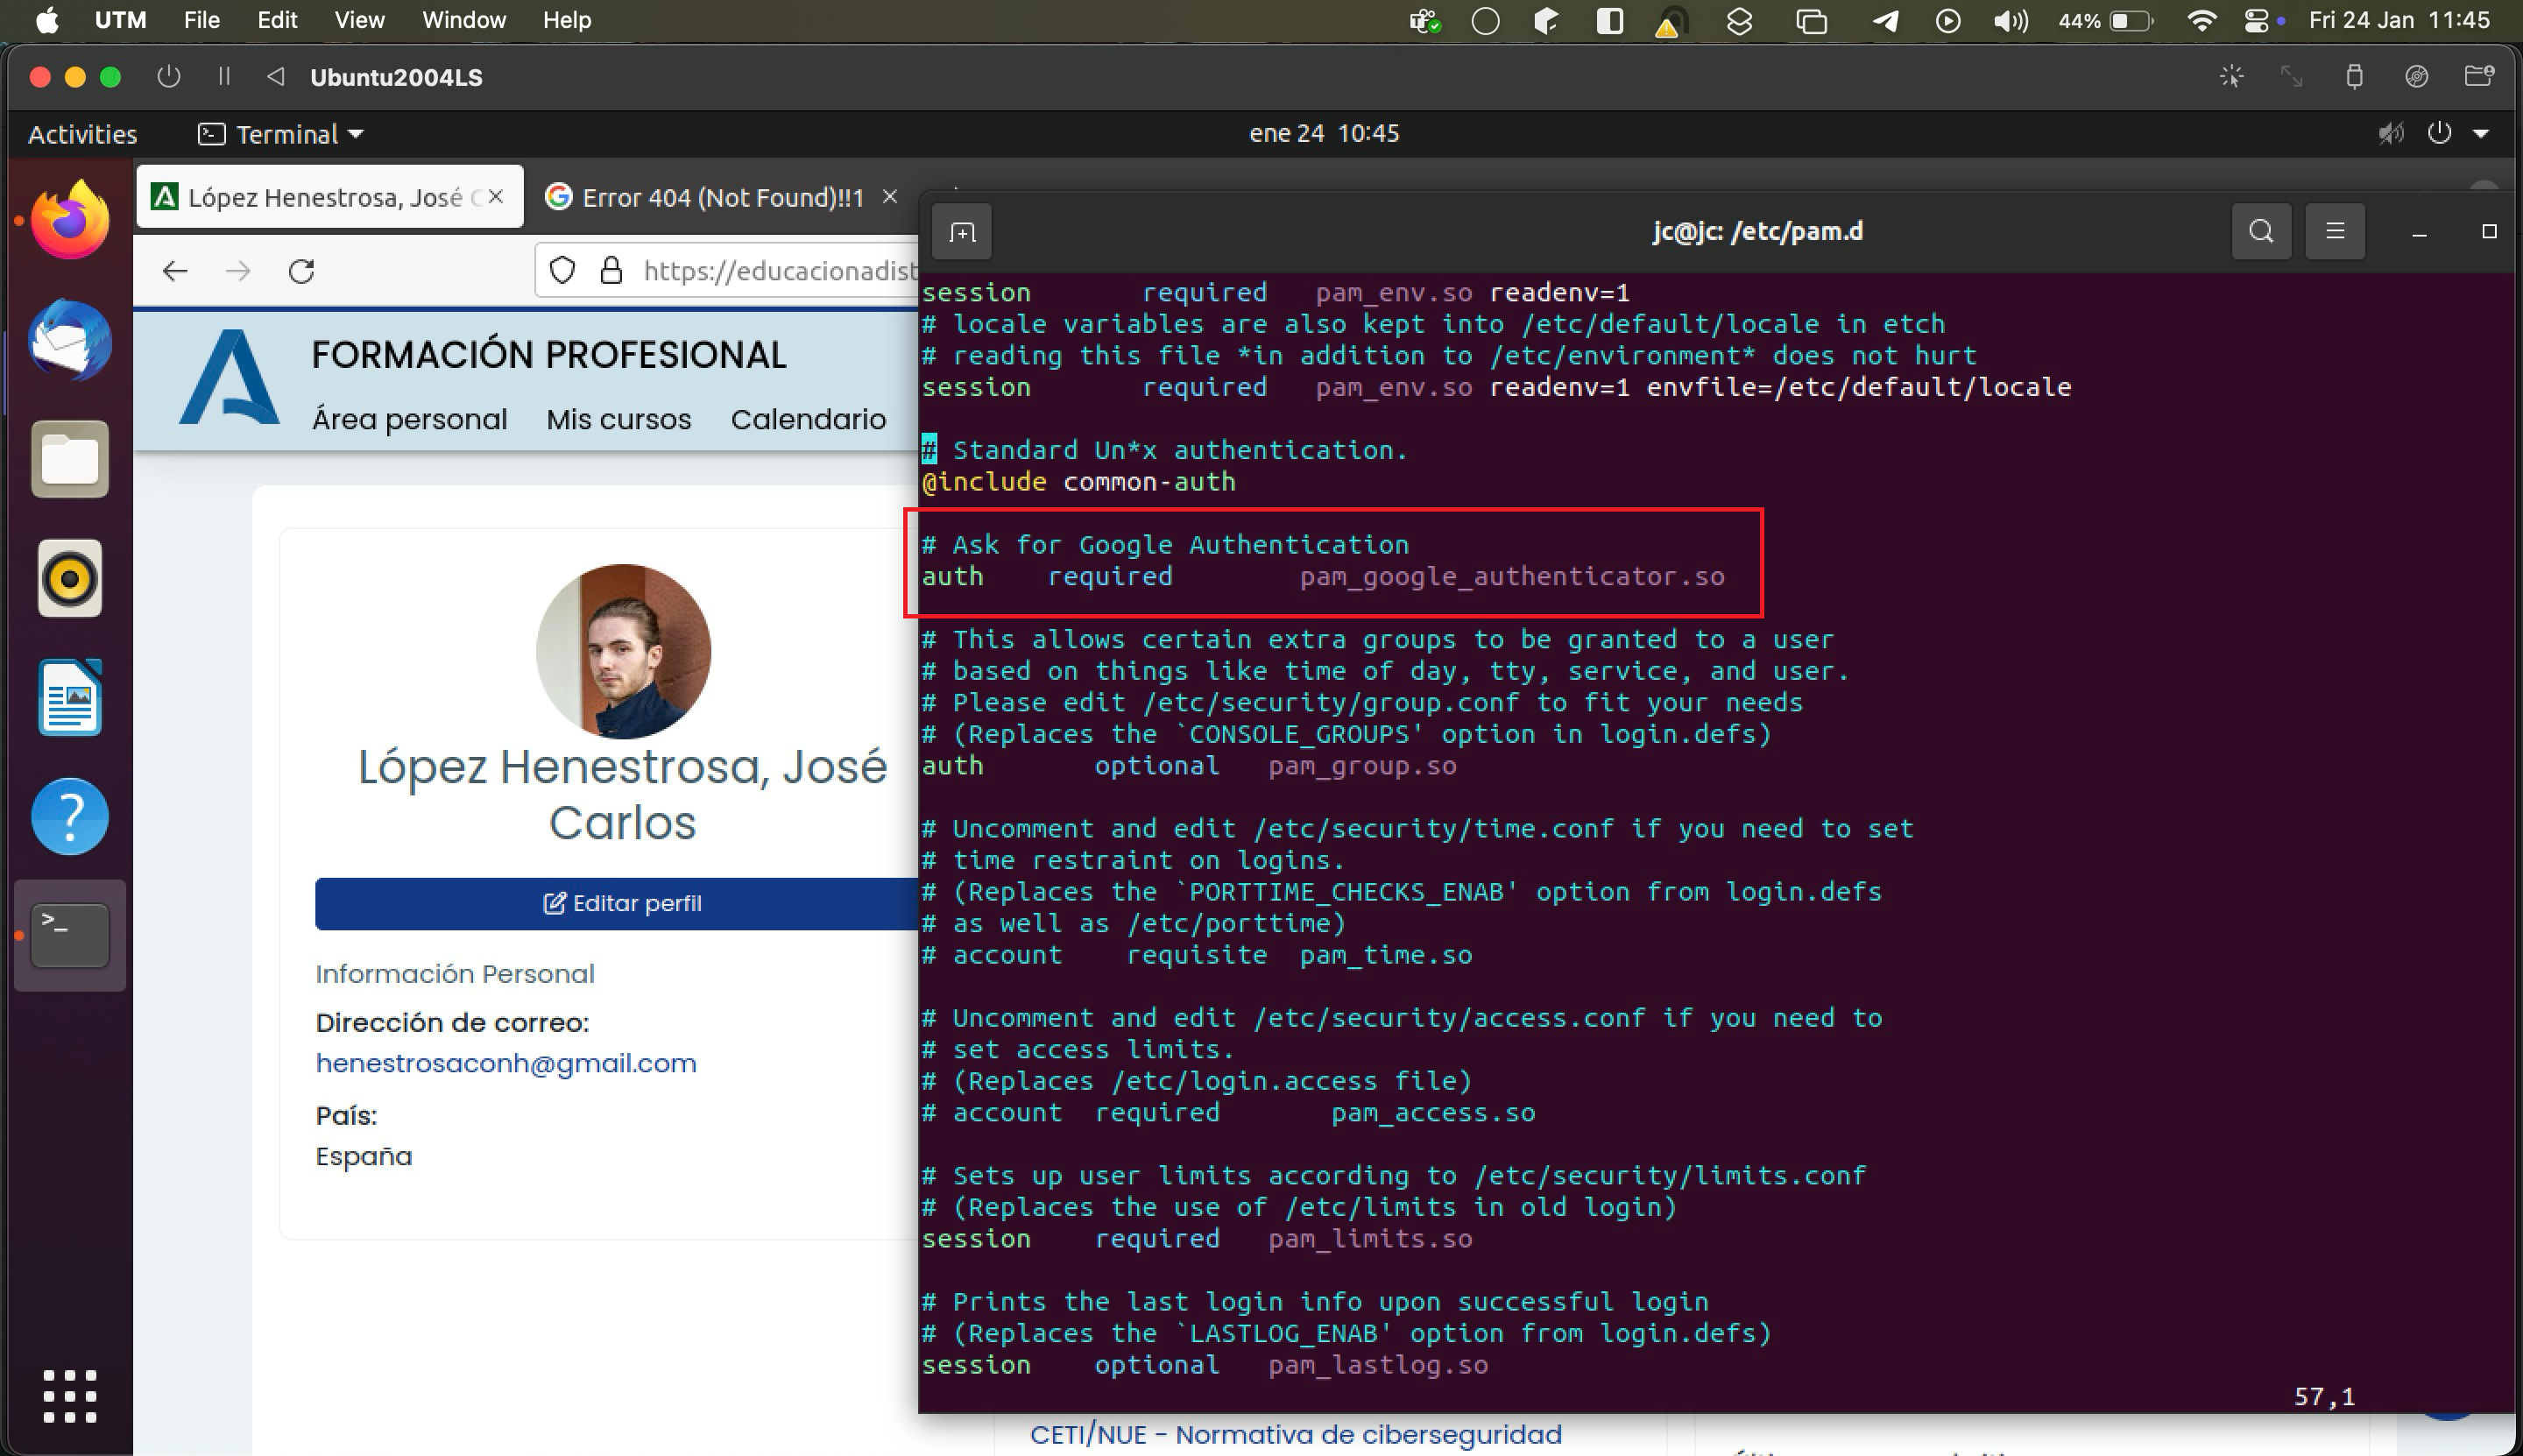 UTM File Edit View Window Help 44% Fri 24 Jan 11:45
Ubuntu2004LS
Activities Terminal ene 24 10:45
López Henestrosa, José Error 404 (Not Found)!!1
jc@jc: /etc/pam.d
https://educacionadist
FORMACIÓN PROFESIONAL
Área personal Mis cursos Calendario
López Henestrosa, José
Carlos
Editar perfil
Información Personal
Dirección de correo:
henestrosaconh@gmail.com
País:
España
session required pam_env.so readenv=1
# locale variables are also kept into /etc/default/locale in etch
# reading this file *in addition to /etc/environment* does not hurt
session required pam_env.so readenv=1 envfile=/etc/default/locale
# Standard Un*x authentication.
@include common-auth
# Ask for Google Authentication
auth required pam_google_authenticator.so
# This allows certain extra groups to be granted to a user
# based on things like time of day, tty, service, and user.
# Please edit /etc/security/group.conf to fit your needs
# (Replaces the `CONSOLE_GROUPS' option in login.defs)
auth optional pam_group.so
# Uncomment and edit /etc/security/time.conf if you need to set
# time restraint on logins.
# (Replaces the `PORTTIME_CHECKS_ENAB' option from login.defs
# as well as /etc/porttime)
# account requisite pam_time.so
# Uncomment and edit /etc/security/access.conf if you need to
# set access limits.
# (Replaces /etc/login.access file)
# account required pam_access.so
# Sets up user limits according to /etc/security/limits.conf
# (Replaces the use of /etc/limits in old login)
session required pam_limits.so
# Prints the last login info upon successful login
# (Replaces the `LASTLOG_ENAB' option from login.defs)
session optional pam_lastlog.so
57,1
CETI/NUE - Normativa de ciberseguridad